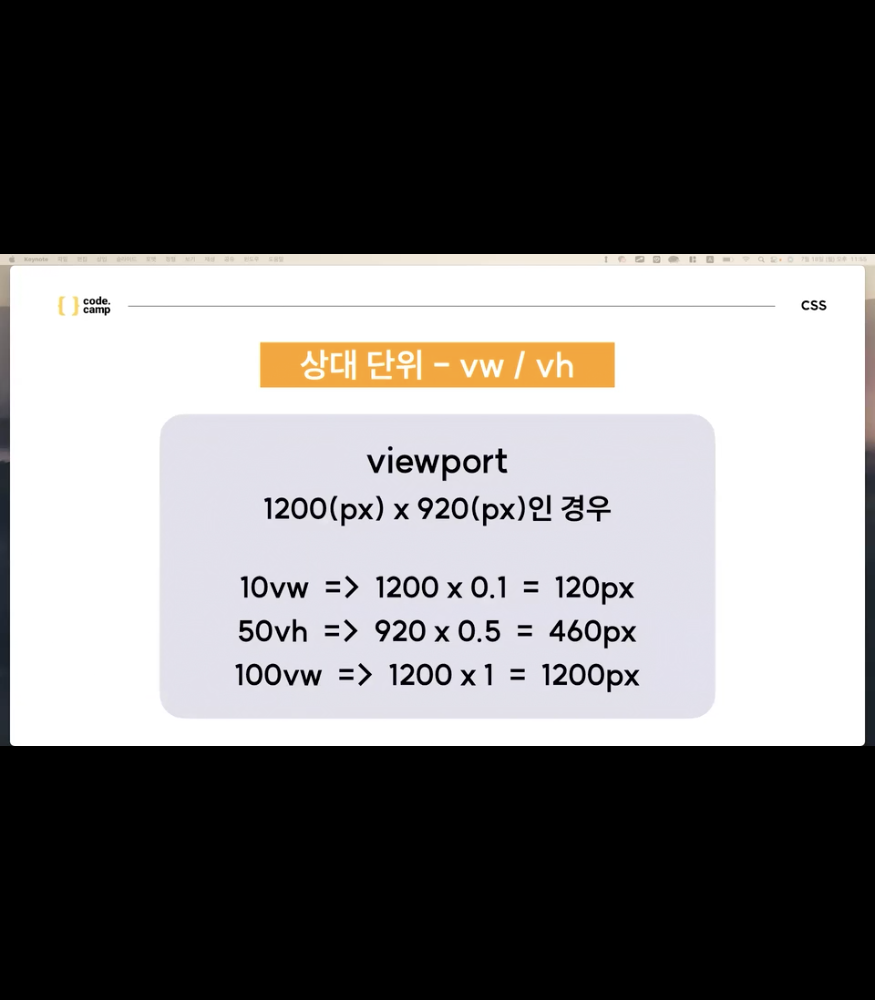 Keynote
{ } code.
camp
CSS
상대 단위 - vw / vh
viewport
1200(px) x 920(px)인 경우
10vw => 1200 x 0.1 = 120px
50vh => 920 x 0.5 = 460px
100vw => 1200 x 1 = 1200px